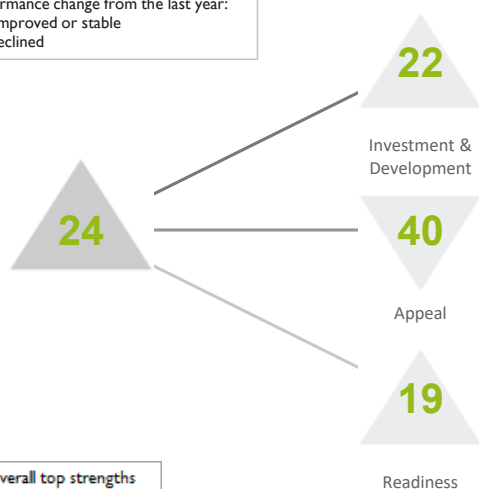 rmance change from the last year:
mproved or stable
eclined
22
Investment &
Development
24
40
Appeal
19
verall top strengths
Readiness